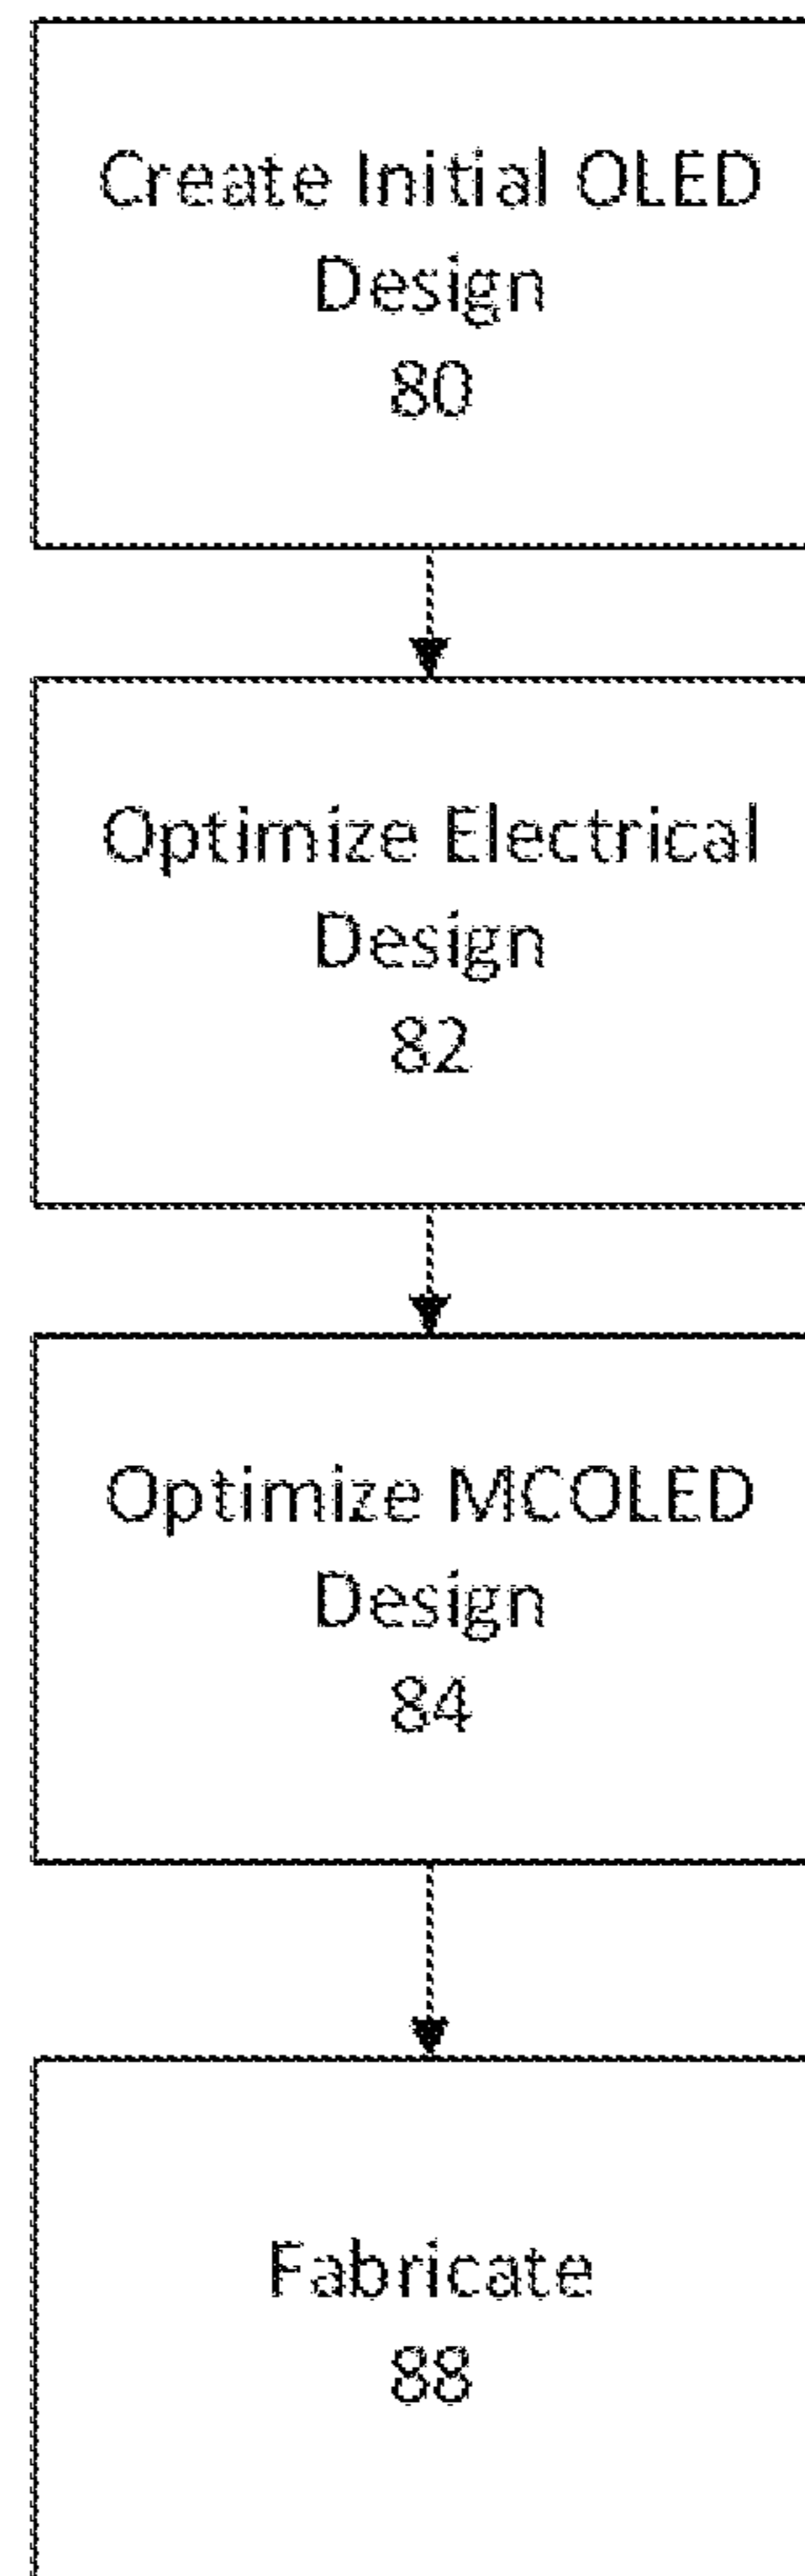 Create Initial OLED
Design
80
Optimize Electrical
Design
82
Optimize MCOLED
Design
84
Fabricate
88